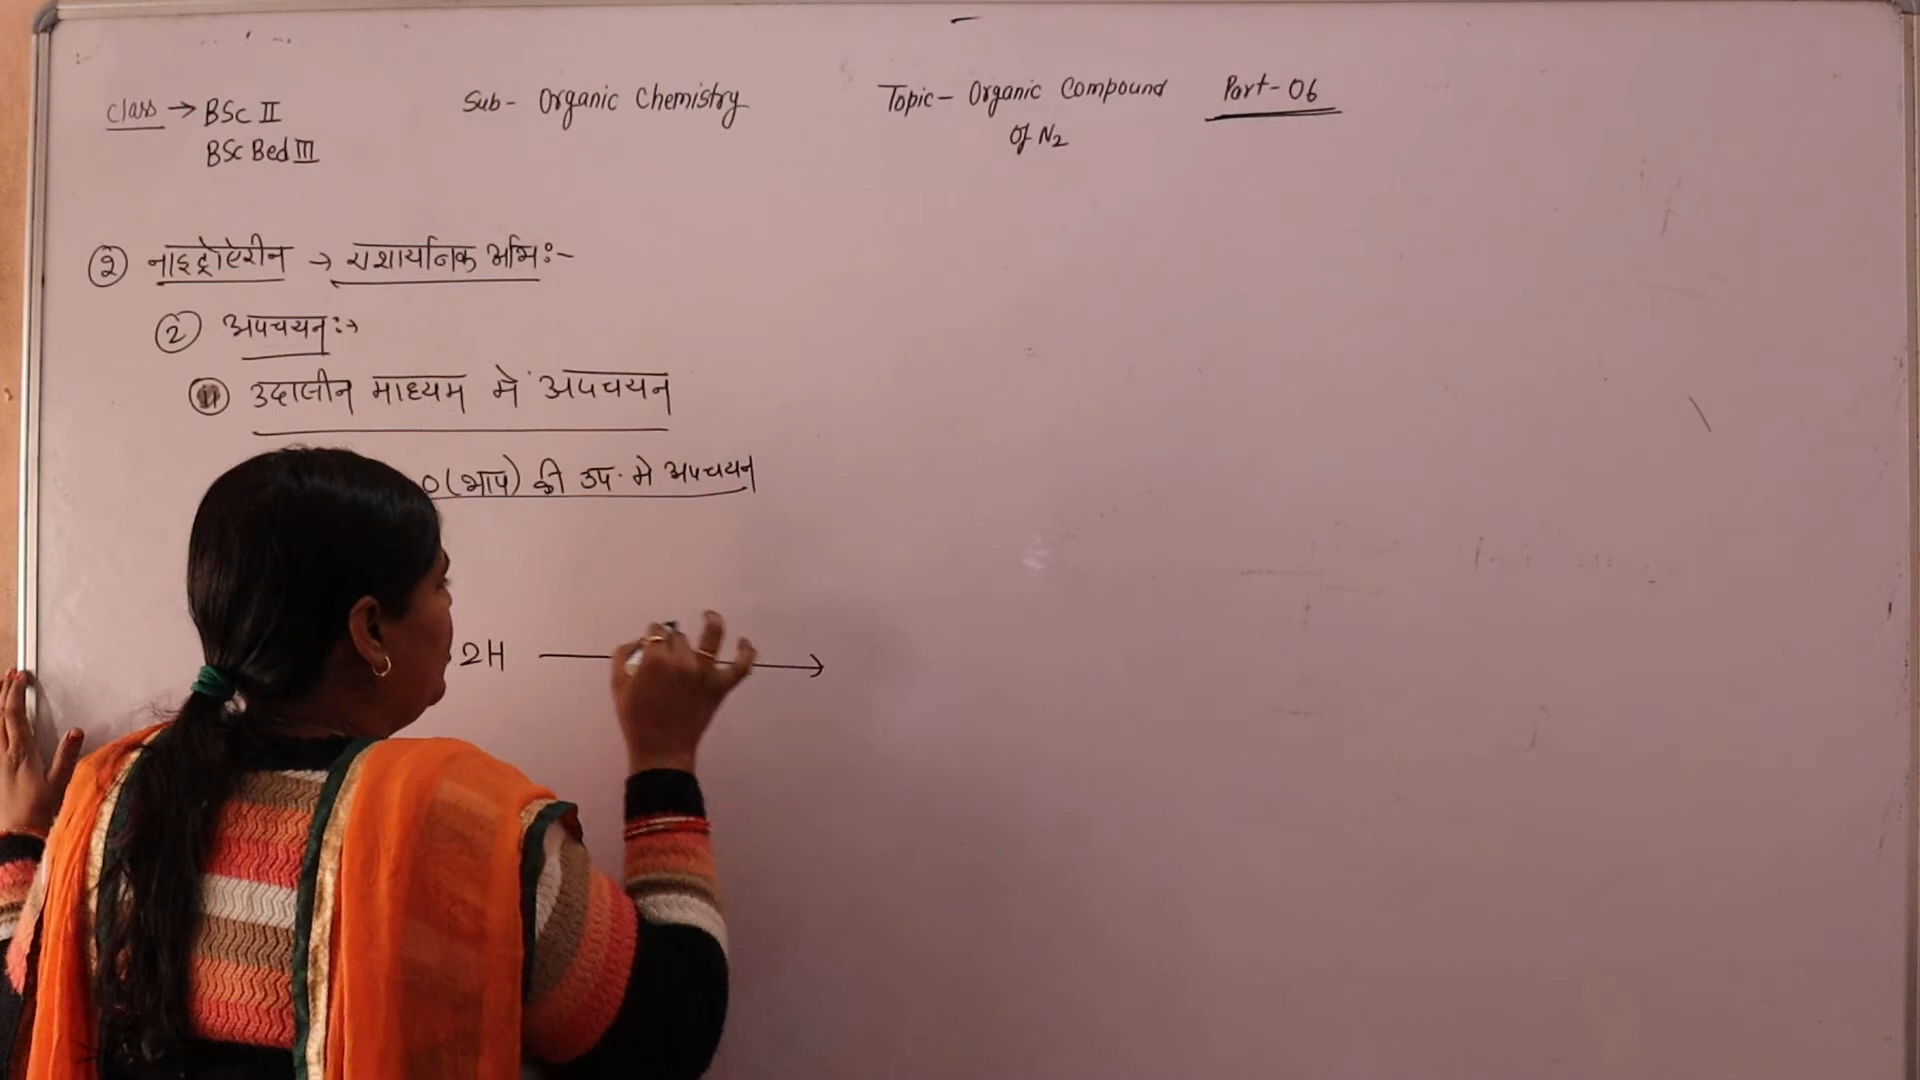 Class → BSc II
BSc Bed III
Sub- Organic Chemistry
Topic- Organic Compound
of N₂
Part-06
② नाइट्रोऐरीन → राशायनिक अभिः-
② अपचयन्:→
ii उदासीन माध्यम मे अपचयन
O(भाप) की उप. मे अपचयन
2H →